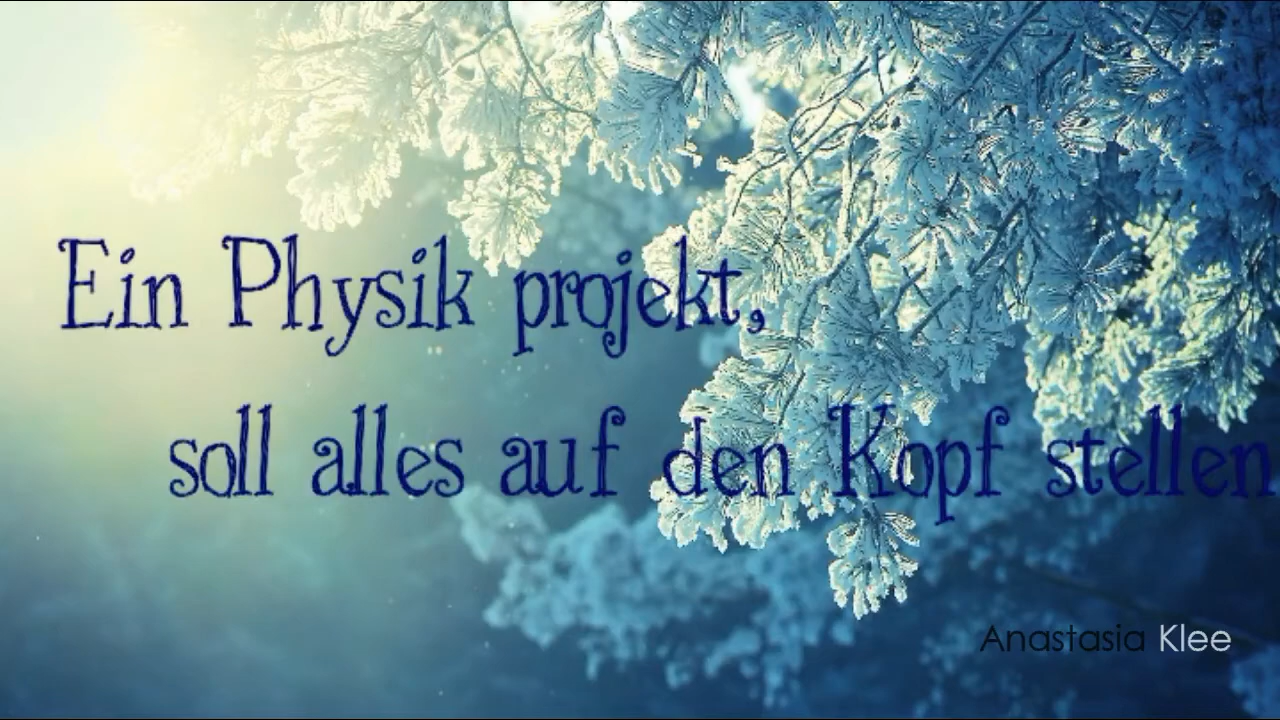 Ein Physik projekt,
soll alles auf den Kopf stellen
Anastasia Klee